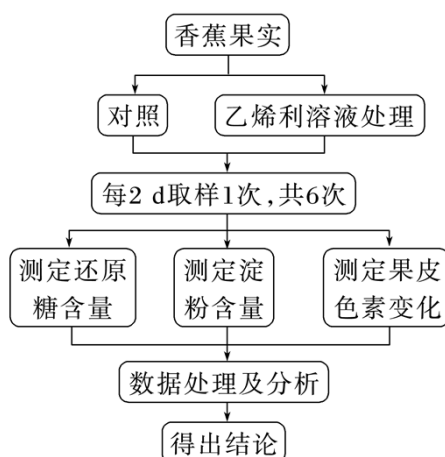 香蕉果实
对照
乙烯利溶液处理
每2 d取样1次,共6次
测定还原
糖含量
测定淀
粉含量
测定果皮
色素变化
数据处理及分析
得出结论